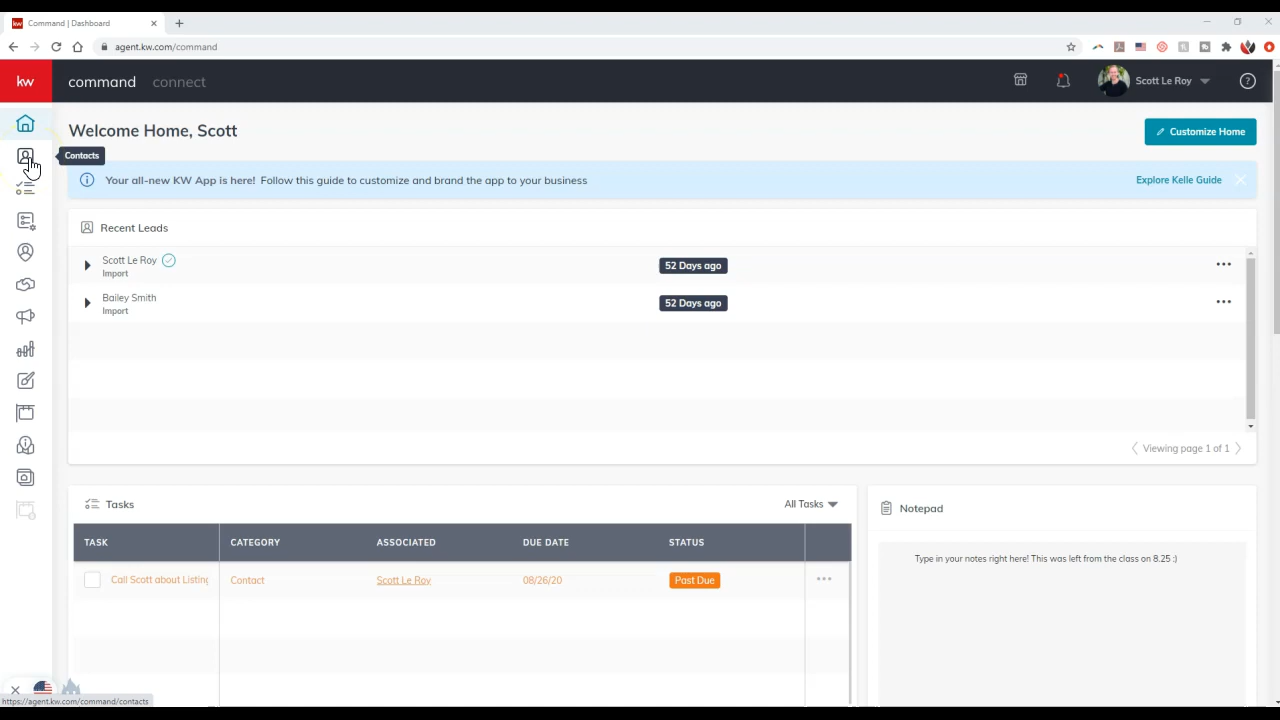 Command | Dashboard
agent.kw.com/command
kw
command
connect
Scott Le Roy
Welcome Home, Scott
Customize Home
Contacts
Your all-new KW App is here! Follow this guide to customize and brand the app to your business
Explore Kelle Guide
Recent Leads
Scott Le Roy
Import
52 Days ago
Bailey Smith
Import
52 Days ago
Viewing page 1 of 1
Tasks
All Tasks
TASK CATEGORY ASSOCIATED DUE DATE STATUS
Call Scott about Listing Contact Scott Le Roy 08/26/20 Past Due
Notepad
Type in your notes right here! This was left from the class on 8.25 :)
https://agent.kw.com/command/contacts